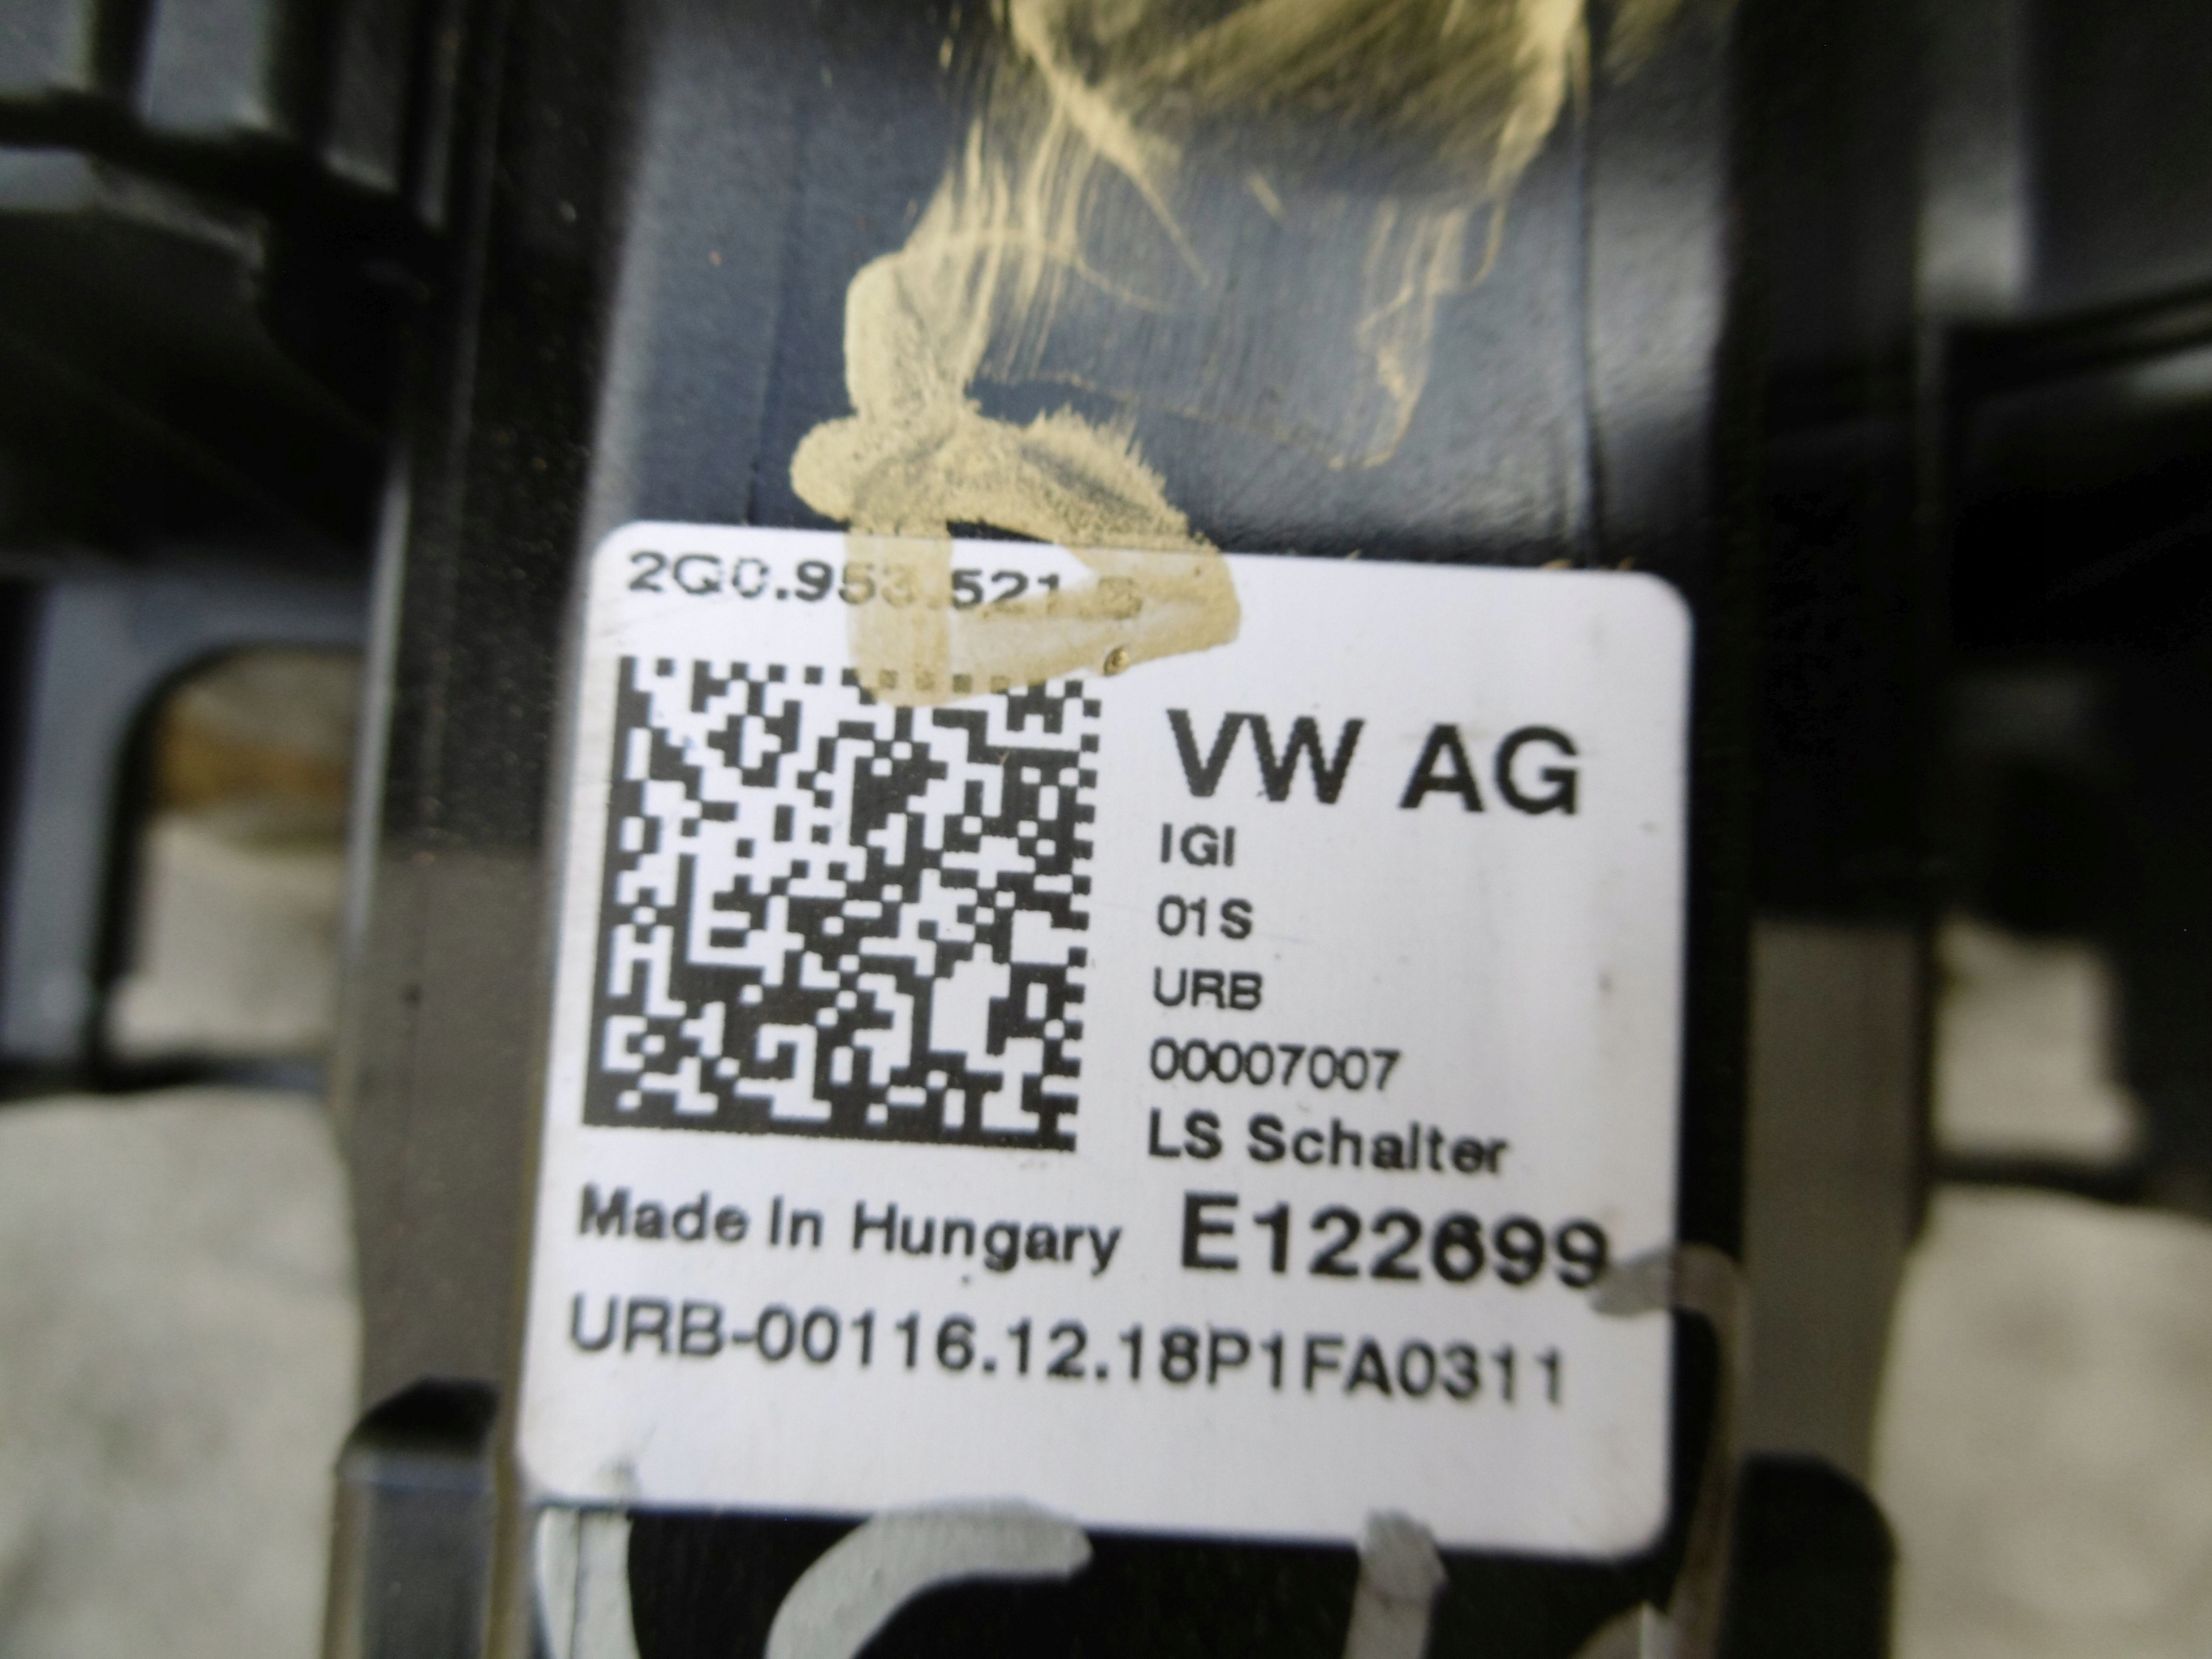 2G0.953.521
VW AG
IGI
01S
URB
00007007
LS Schalter
Made In Hungary E122699
URB-00116.12.18P1FA0311